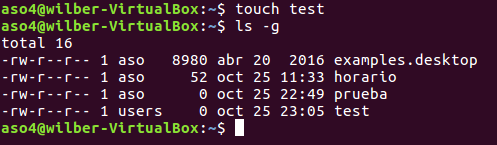 aso4@wilber-VirtualBox:~$ touch test
aso4@wilber-VirtualBox:~$ ls -g
total 16
-rw-r--r-- 1 aso   8980 abr 20  2016 examples.desktop
-rw-r--r-- 1 aso     52 oct 25 11:33 horario
-rw-r--r-- 1 aso      0 oct 25 22:49 prueba
-rw-r--r-- 1 users    0 oct 25 23:05 test
aso4@wilber-VirtualBox:~$